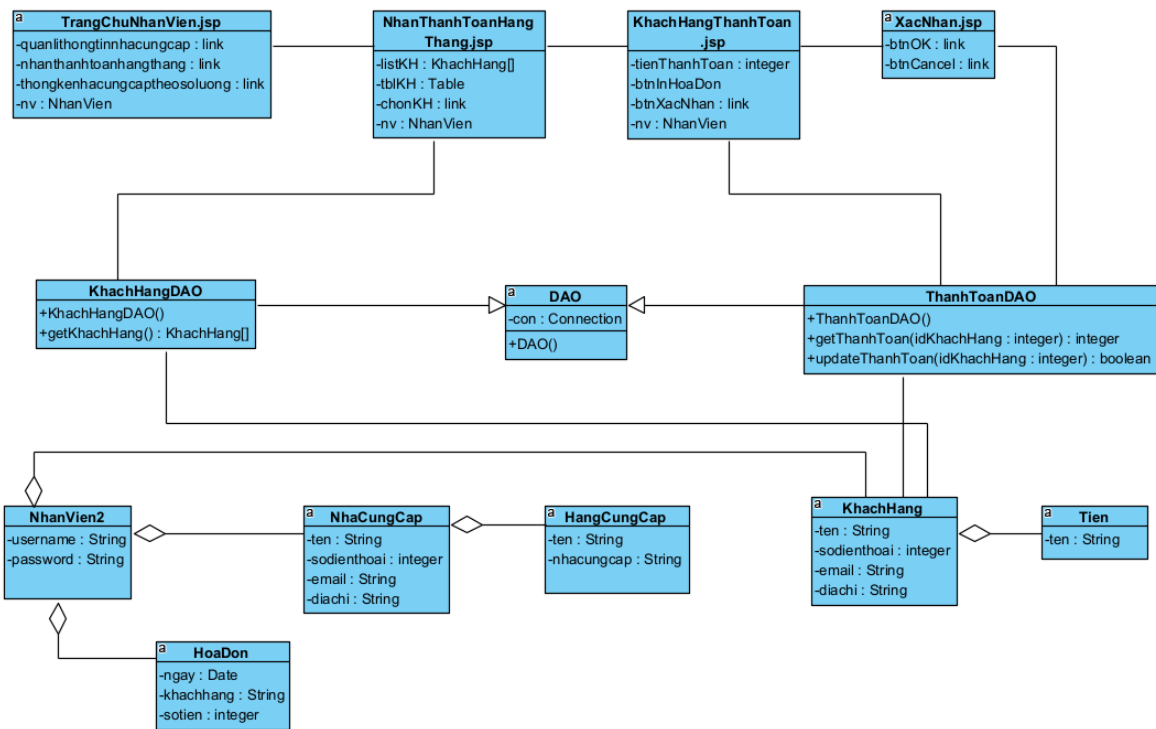 a
TrangChuNhanVien.jsp
-quanlithongtinnhacungcap : link
-nhanthanhtoanhangthang : link
-thongkenhacungcaptheosoluong : link
-nv : NhanVien
NhanThanhToanHang
Thang.jsp
-listKH : KhachHang[]
-tblKH : Table
-chonKH : link
-nv : NhanVien
KhachHangThanhToan
.jsp
-tienThanhToan : integer
-btnInHoaDon
-btnXacNhan : link
-nv : NhanVien
a
XacNhan.jsp
-btnOK : link
-btnCancel : link
KhachHangDAO
+KhachHangDAO()
+getKhachHang() : KhachHang[]
a
DAO
-con : Connection
+DAO()
ThanhToanDAO
+ThanhToanDAO()
+getThanhToan(idKhachHang : integer) : integer
+updateThanhToan(idKhachHang : integer) : boolean
NhanVien2
-username : String
-password : String
a
NhaCungCap
-ten : String
-sodienthoai : integer
-email : String
-diachi : String
a
HangCungCap
-ten : String
-nhacungcap : String
a
KhachHang
-ten : String
-sodienthoai : integer
-email : String
-diachi : String
a
Tien
-ten : String
a
HoaDon
-ngay : Date
-khachhang : String
-sotien : integer